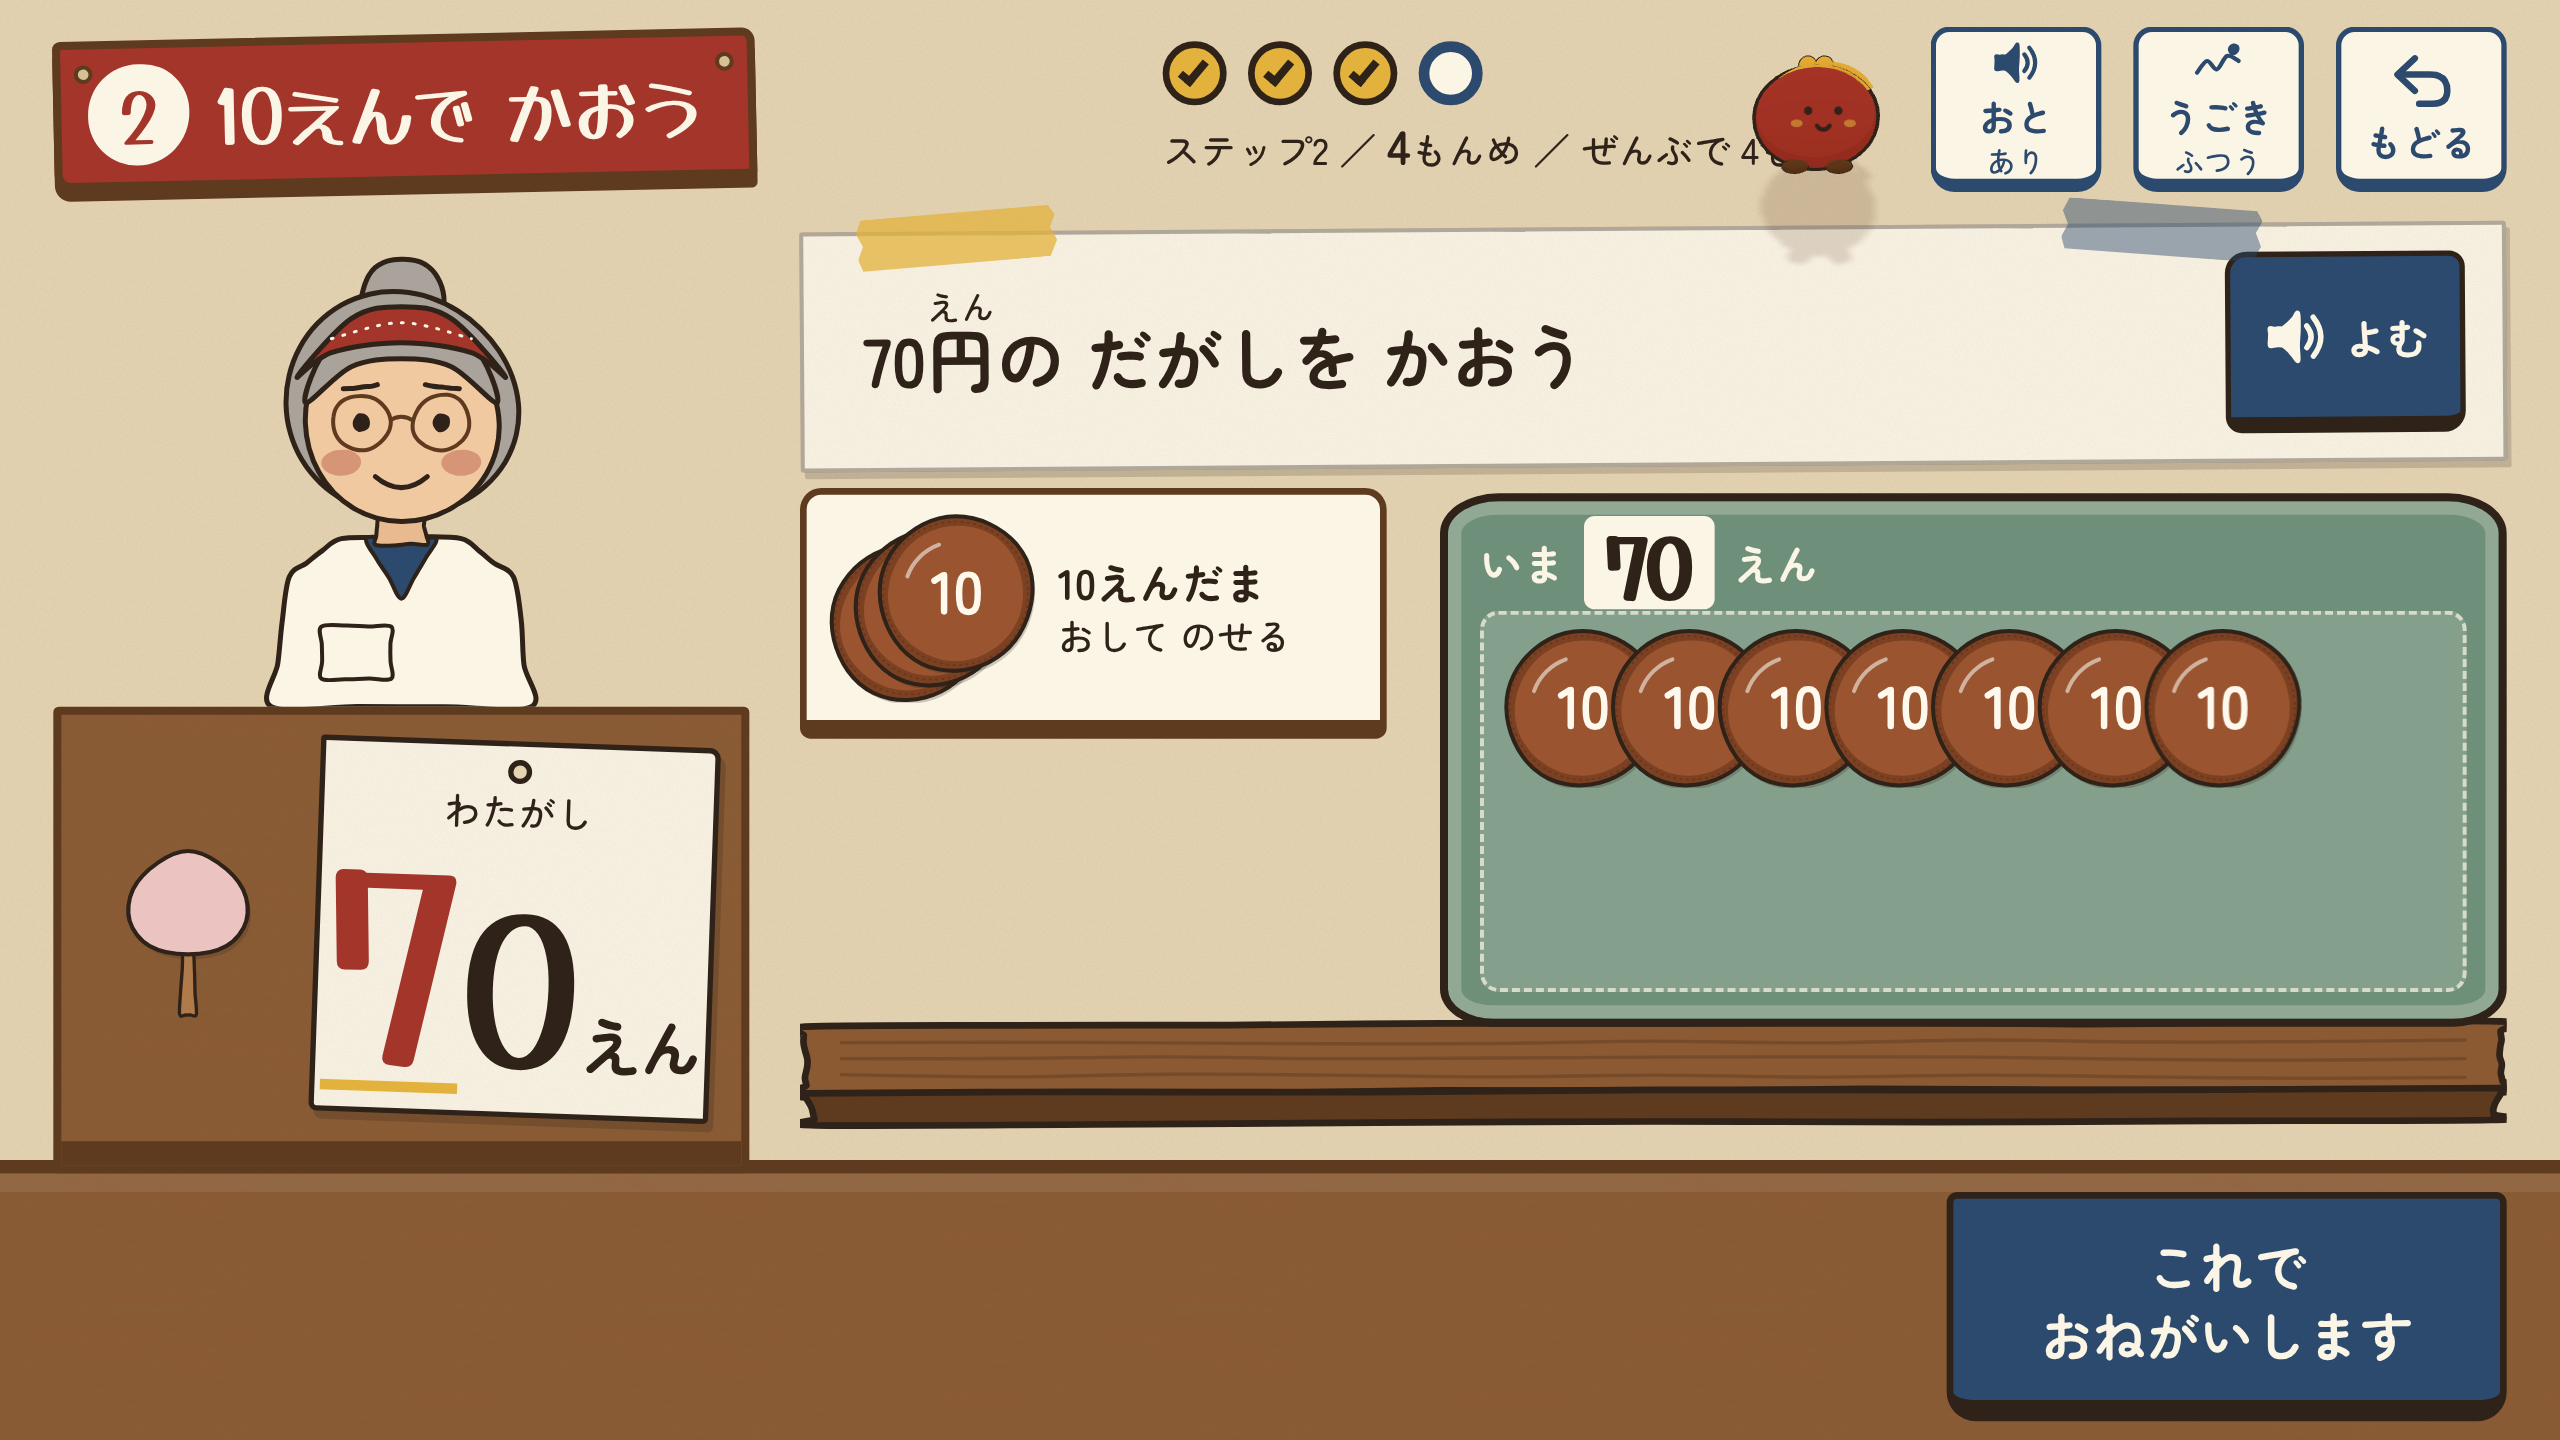 2 10えんで かおう
ステップ2 ／ 4もんめ ／ ぜんぶで 4
おと
あり
うごき
ふつう
もどる
えん
70円の だがしを かおう
よむ
10
10えんだま
おして のせる
いま 70 えん
10 10 10 10 10 10 10
わたがし
70えん
これで
おねがいします